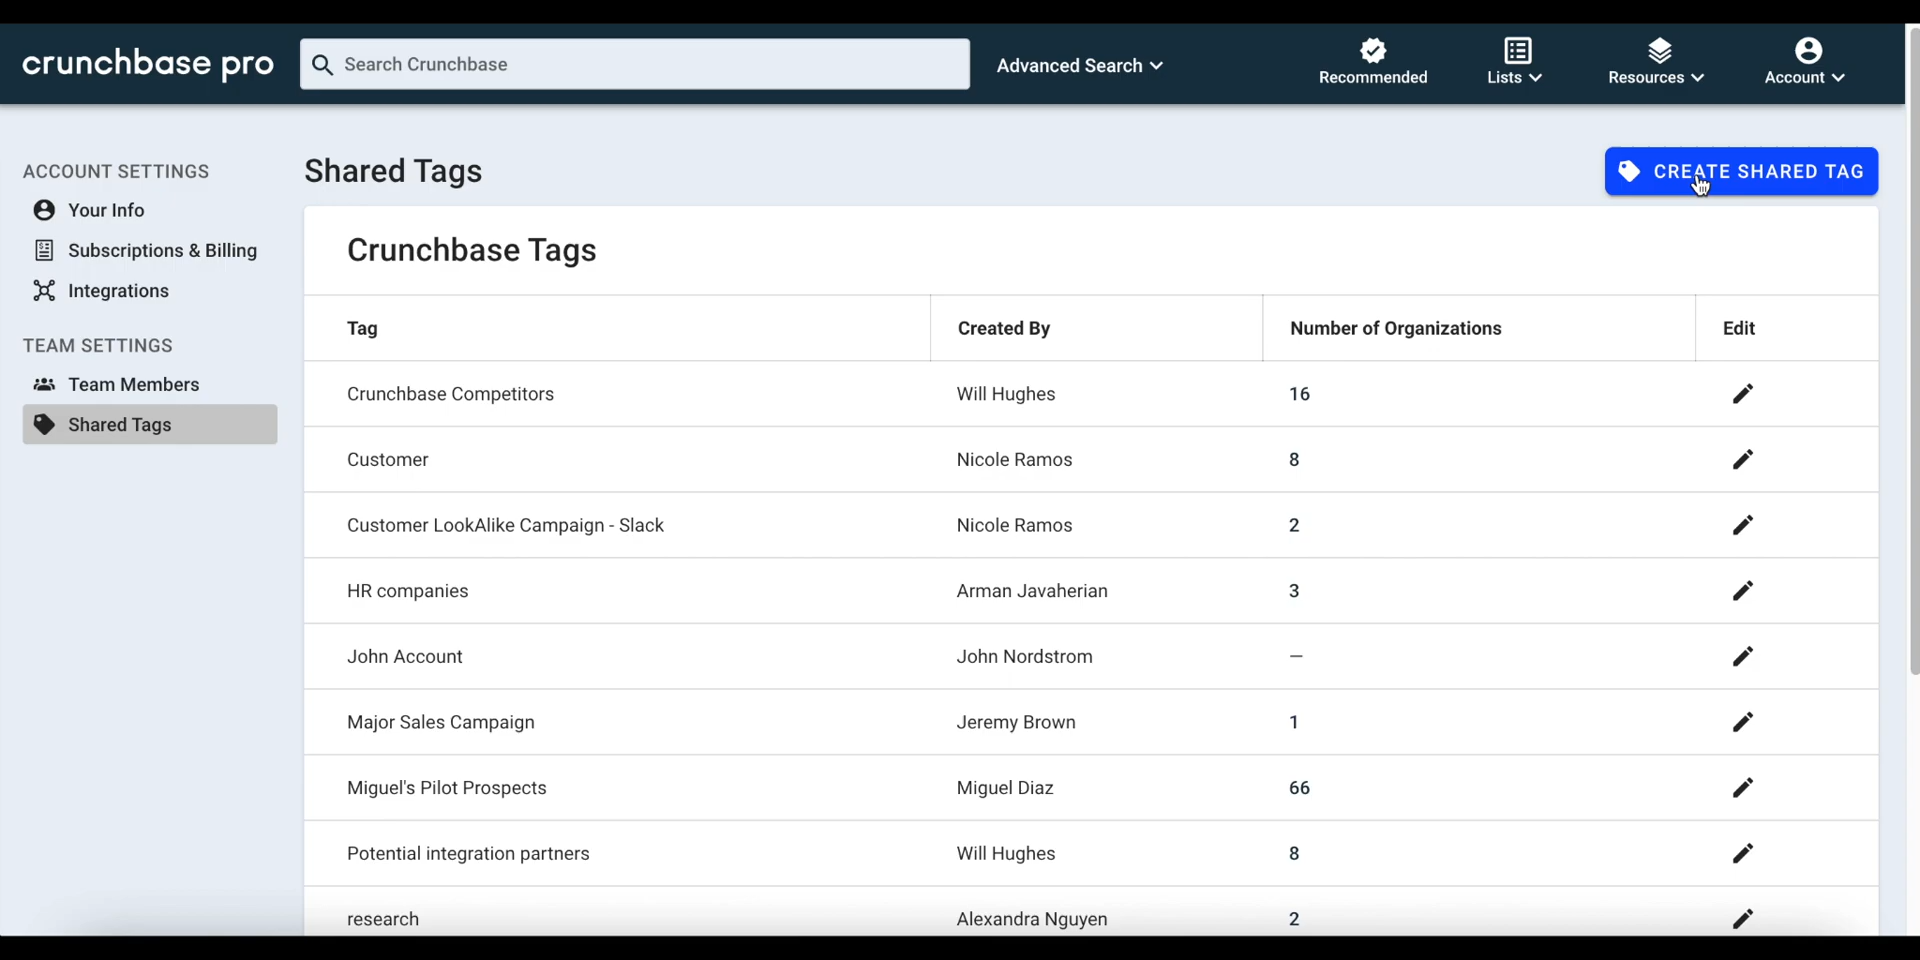 crunchbase pro
Search Crunchbase
Advanced Search
Recommended
Lists
Resources
Account
ACCOUNT SETTINGS
Your Info
Subscriptions & Billing
Integrations
TEAM SETTINGS
Team Members
Shared Tags
Shared Tags
CREATE SHARED TAG
Crunchbase Tags
Tag Created By Number of Organizations Edit
Crunchbase Competitors Will Hughes 16
Customer Nicole Ramos 8
Customer LookAlike Campaign - Slack Nicole Ramos 2
HR companies Arman Javaherian 3
John Account John Nordstrom —
Major Sales Campaign Jeremy Brown 1
Miguel's Pilot Prospects Miguel Diaz 66
Potential integration partners Will Hughes 8
research Alexandra Nguyen 2